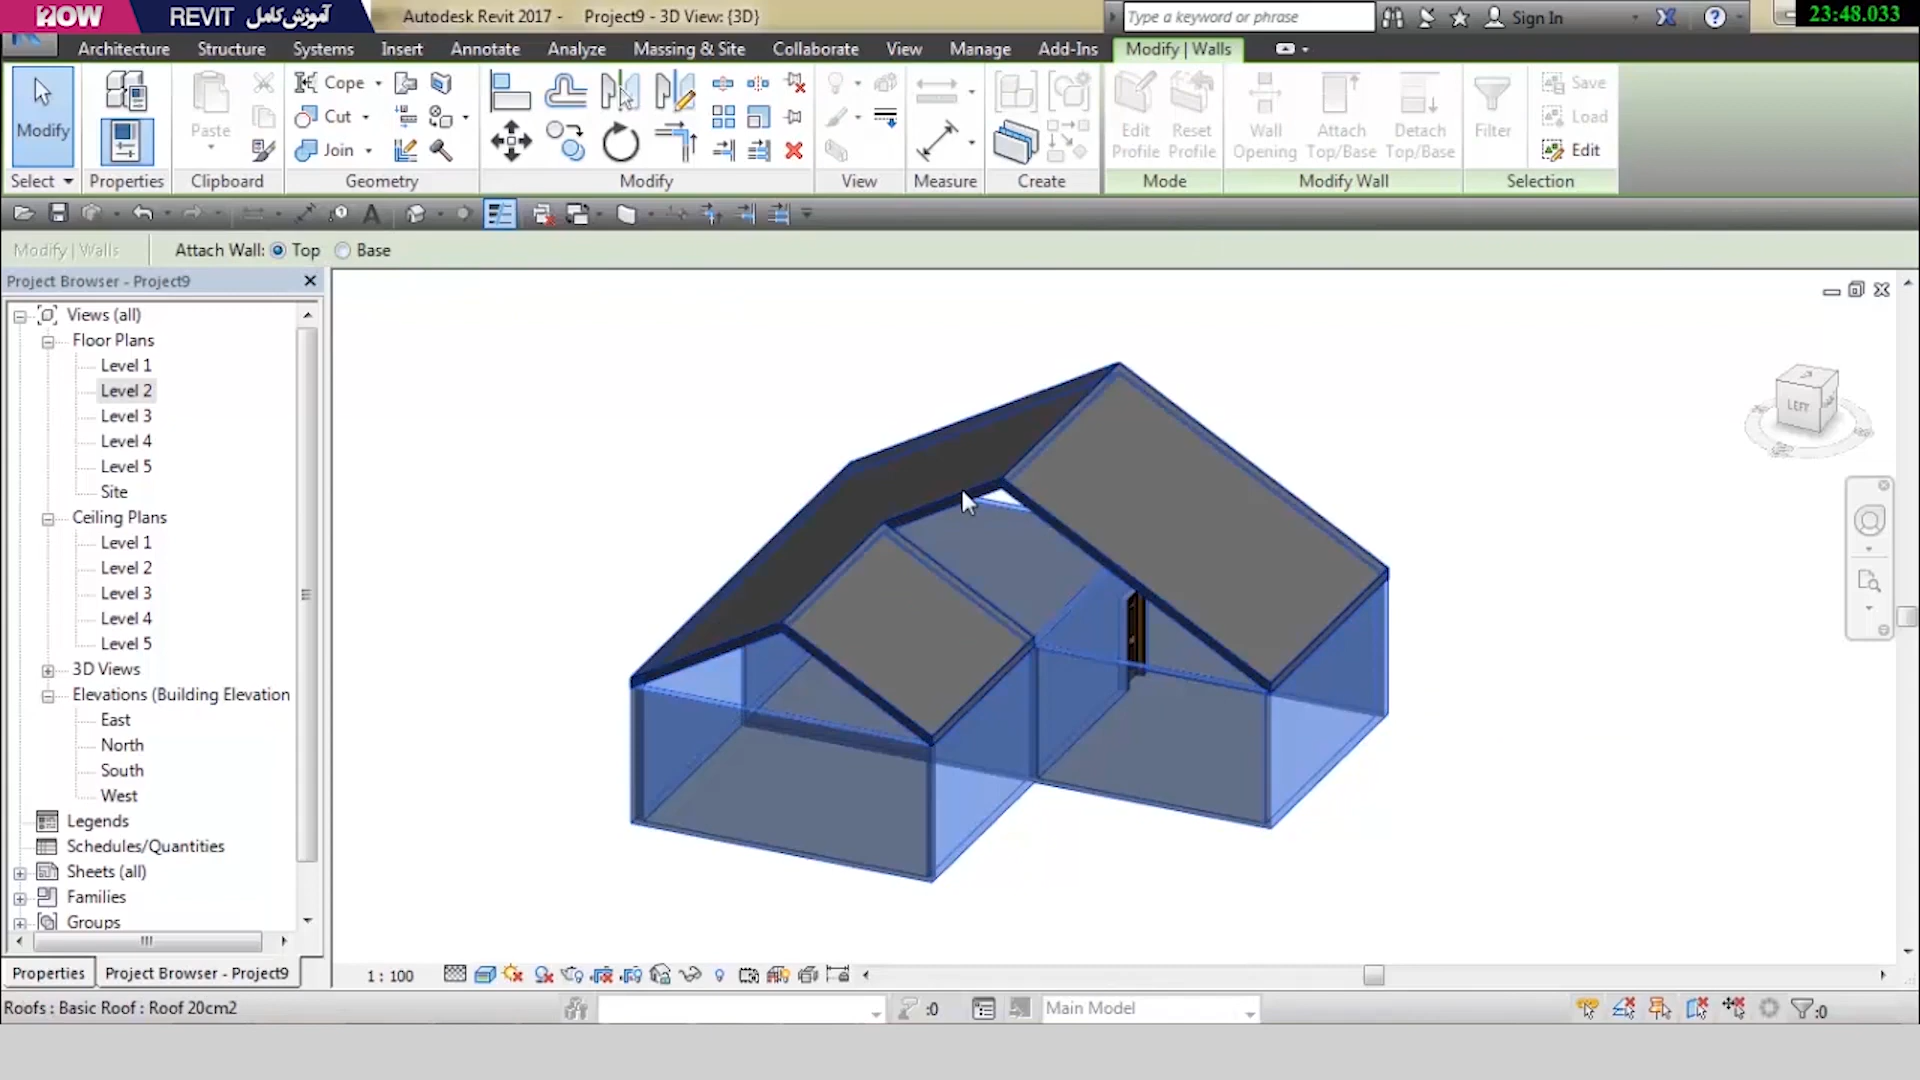 2NOW REVIT آموزش کامل
Autodesk Revit 2017 - Project9 - 3D View: {3D}
Type a keyword or phrase
Sign In
23:48.033
Architecture Structure Systems Insert Annotate Analyze Massing & Site Collaborate View Manage Add-Ins Modify | Walls
Modify
Paste
Cope
Cut
Join
Edit Profile
Reset Profile
Wall Opening
Attach Top/Base
Detach Top/Base
Filter
Save
Load
Edit
Select Properties Clipboard Geometry Modify View Measure Create Mode Modify Wall Selection
Modify | Walls Attach Wall: Top Base
Project Browser - Project9
Views (all)
Floor Plans
Level 1
Level 2
Level 3
Level 4
Level 5
Site
Ceiling Plans
Level 1
Level 2
Level 3
Level 4
Level 5
3D Views
Elevations (Building Elevation
East
North
South
West
Legends
Schedules/Quantities
Sheets (all)
Families
Groups
LEFT
Properties Project Browser - Project9
1 : 100
Roofs : Basic Roof : Roof 20cm2
:0
Main Model
:0